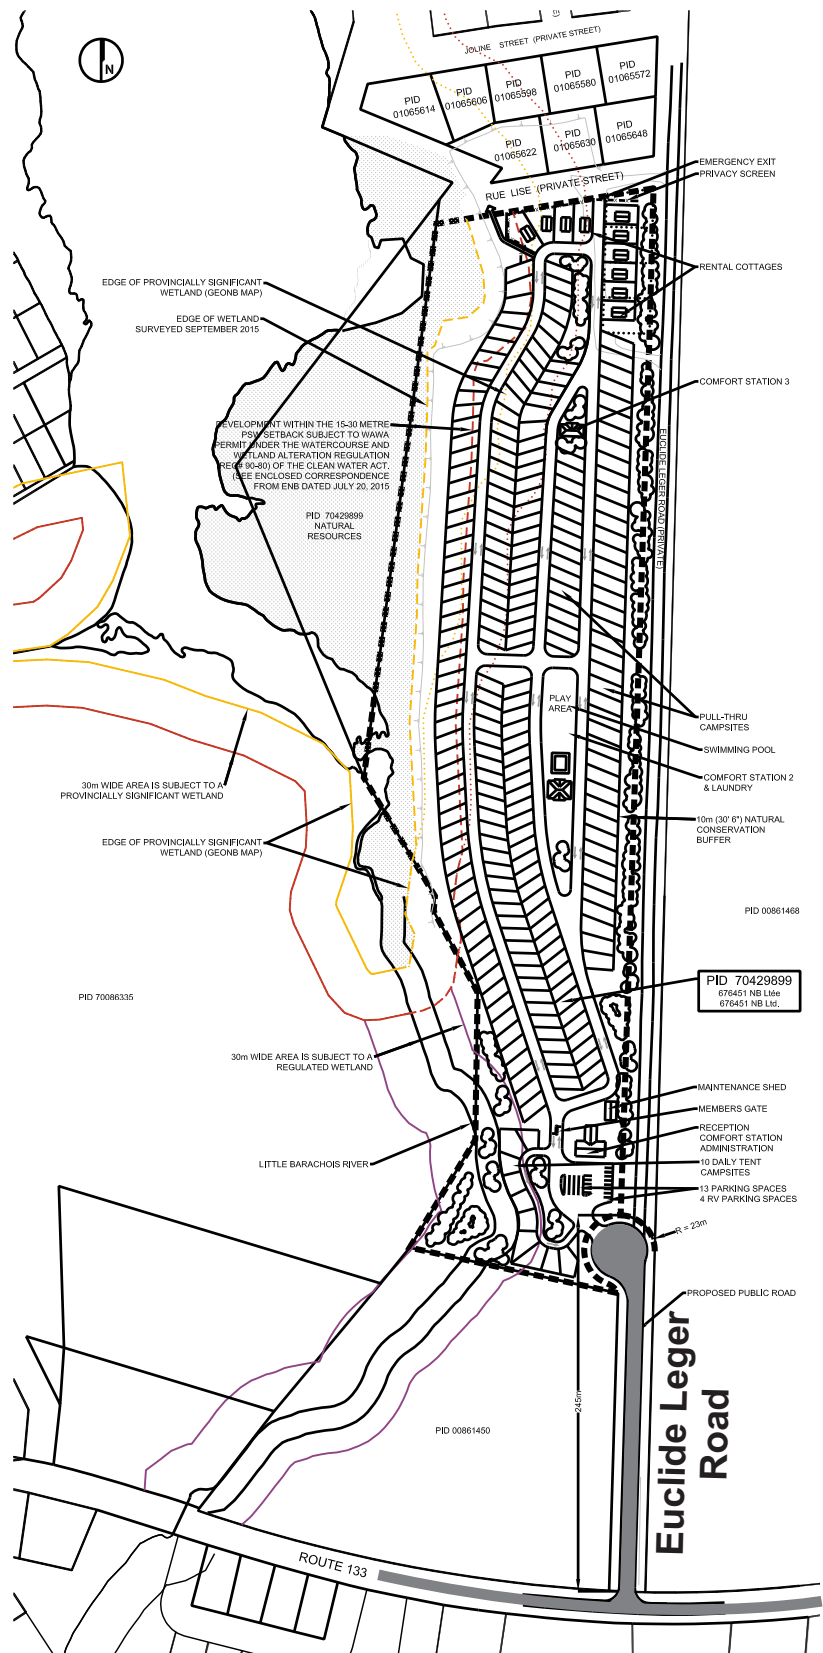 JOLINE STREET (PRIVATE STREET)
N
PID
01065614
PID
01065606
PID
01065598
PID
01065580
PID
01065572
PID
01065622
PID
01065630
PID
01065648
RUE LISE (PRIVATE STREET)
EMERGENCY EXIT
PRIVACY SCREEN
RENTAL COTTAGES
EDGE OF PROVINCIALLY SIGNIFICANT
WETLAND (GEONB MAP)
EDGE OF WETLAND
SURVEYED SEPTEMBER 2015
COMFORT STATION 3
DEVELOPMENT WITHIN THE 15-30 METRE
PSW SETBACK SUBJECT TO WAWA
PERMIT UNDER THE WATERCOURSE AND
WETLAND ALTERATION REGULATION
REG# 90-80) OF THE CLEAN WATER ACT.
(SEE ENCLOSED CORRESPONDENCE
FROM ENB DATED JULY 20, 2015
EUCLIDE LEGER ROAD (PRIVATE)
PID 70429899
NATURAL
RESOURCES
PLAY
AREA
PULL-THRU
CAMPSITES
SWIMMING POOL
COMFORT STATION 2
& LAUNDRY
30m WIDE AREA IS SUBJECT TO A
PROVINCIALLY SIGNIFICANT WETLAND
10m (30' 6") NATURAL
CONSERVATION
BUFFER
EDGE OF PROVINCIALLY SIGNIFICANT
WETLAND (GEONB MAP)
PID 00861468
PID 70429899
676451 NB Ltée
676451 NB Ltd.
PID 70086335
30m WIDE AREA IS SUBJECT TO A
REGULATED WETLAND
MAINTENANCE SHED
MEMBERS GATE
RECEPTION
COMFORT STATION
ADMINISTRATION
10 DAILY TENT
CAMPSITES
LITTLE BARACHOIS RIVER
13 PARKING SPACES
4 RV PARKING SPACES
R = 23m
PROPOSED PUBLIC ROAD
245m
Euclide Leger
Road
PID 00861450
ROUTE 133